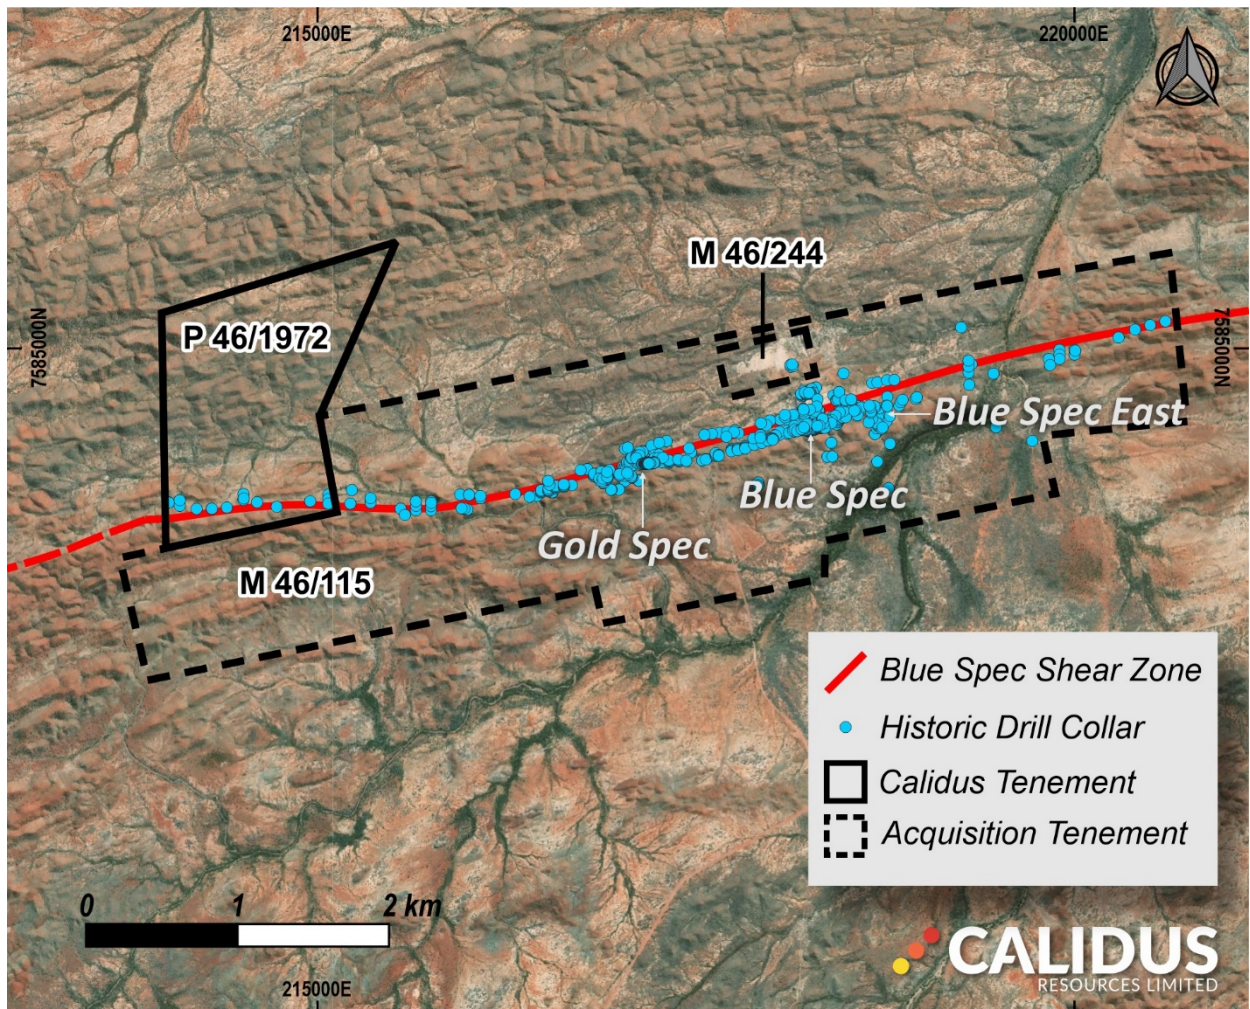 215000E
220000E
M 46/244
P 46/1972
7585000N
7585000N
Blue Spec East
Blue Spec
Gold Spec
M 46/115
Blue Spec Shear Zone
Historic Drill Collar
Calidus Tenement
Acquisition Tenement
0 1 2 km
CALIDUS
RESOURCES LIMITED
215000E